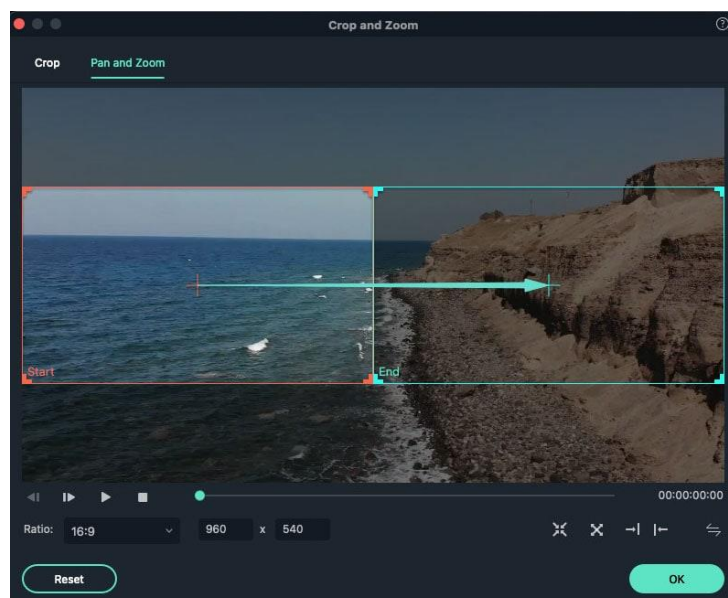 Crop and Zoom
Crop Pan and Zoom
Start End
00:00:00:00
Ratio: 16:9 960 x 540
Reset OK